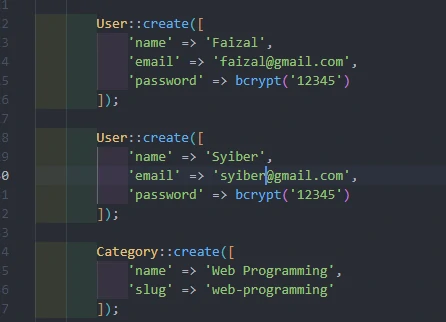 2 User::create([
3 'name' => 'Faizal',
4 'email' => 'faizal@gmail.com',
5 'password' => bcrypt('12345')
6 ]);
7
8 User::create([
9 'name' => 'Syiber',
0 'email' => 'syiber@gmail.com',
1 'password' => bcrypt('12345')
2 ]);
3
4 Category::create([
5 'name' => 'Web Programming',
6 'slug' => 'web-programming'
7 ]);